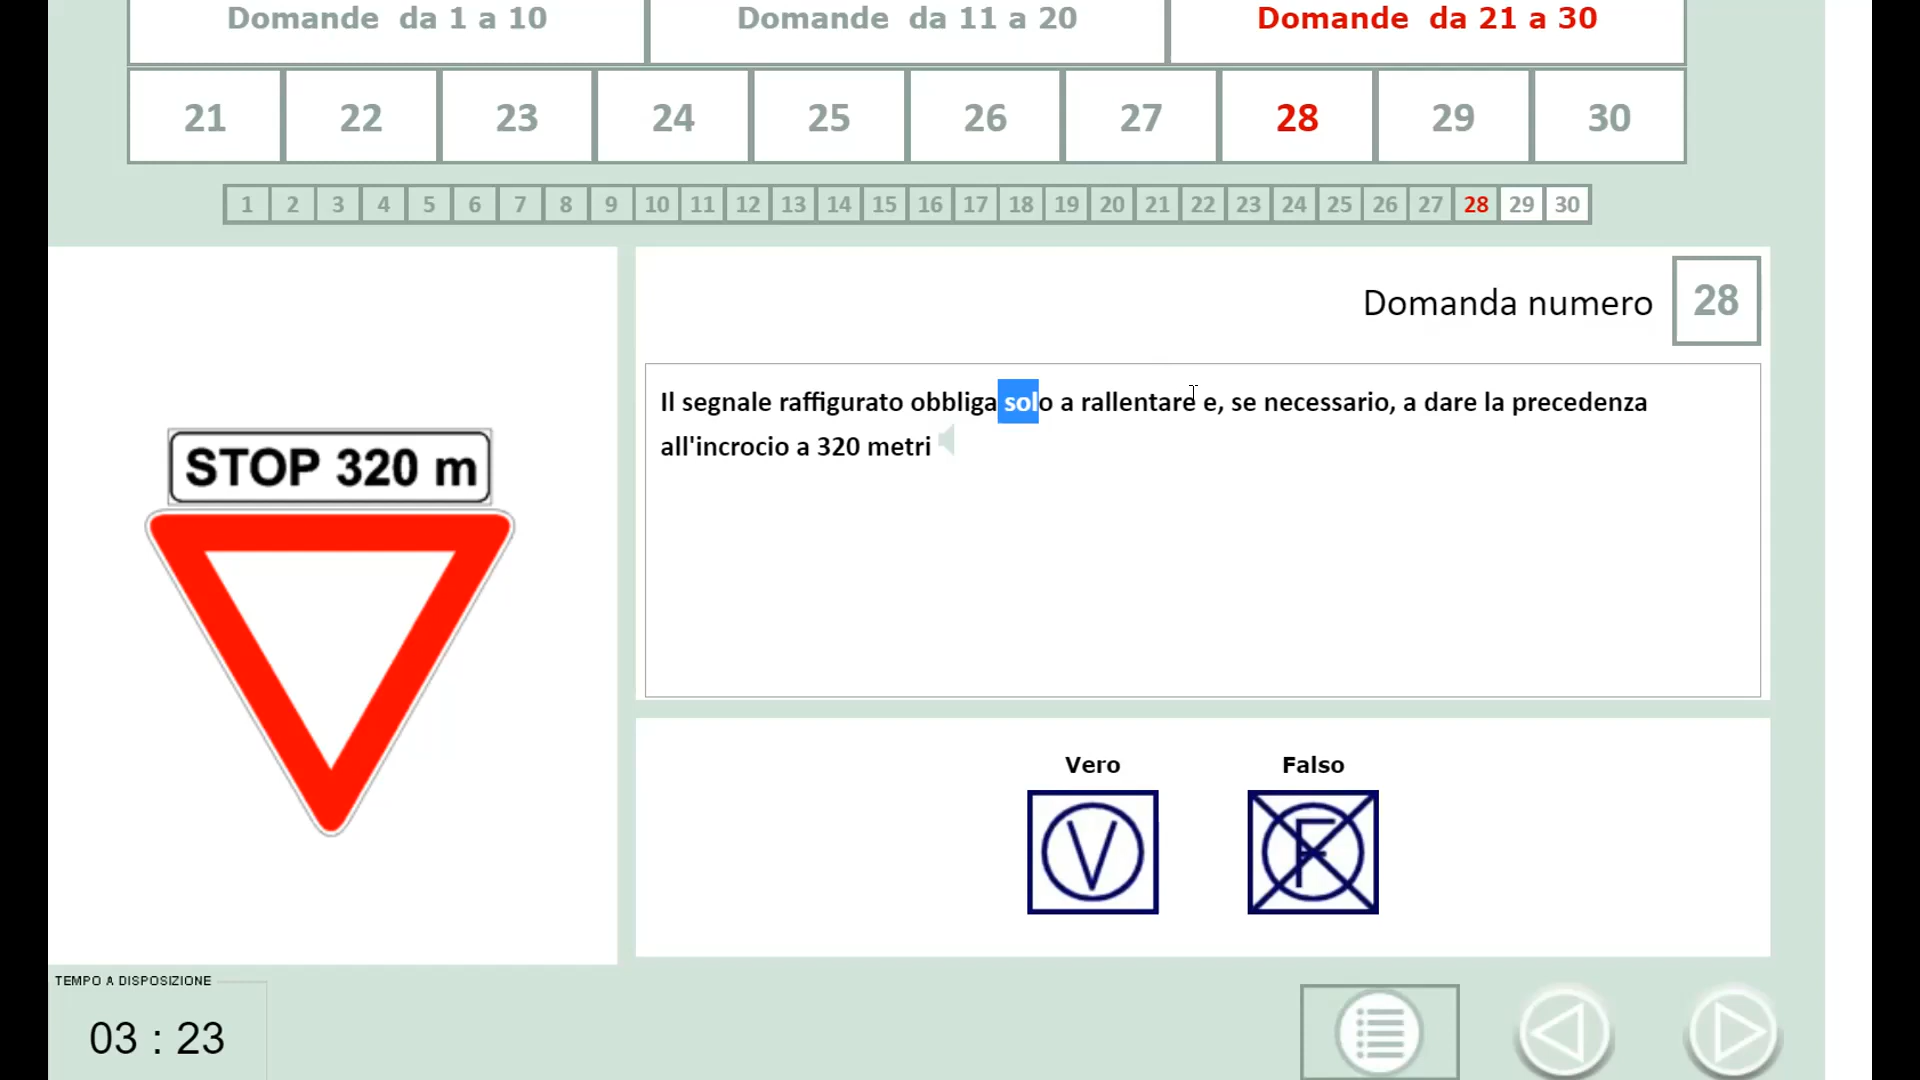 Domande da 1 a 10
Domande da 11 a 20
Domande da 21 a 30
21 22 23 24 25 26 27 28 29 30
1 2 3 4 5 6 7 8 9 10 11 12 13 14 15 16 17 18 19 20 21 22 23 24 25 26 27 28 29 30
Domanda numero 28
Il segnale raffigurato obbliga solo a rallentare e, se necessario, a dare la precedenza
all'incrocio a 320 metri
STOP 320 m
Vero
Falso
V
F
TEMPO A DISPOSIZIONE
03 : 23